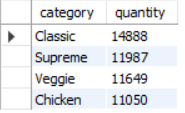 category quantity
Classic 14888
Supreme 11987
Veggie 11649
Chicken 11050